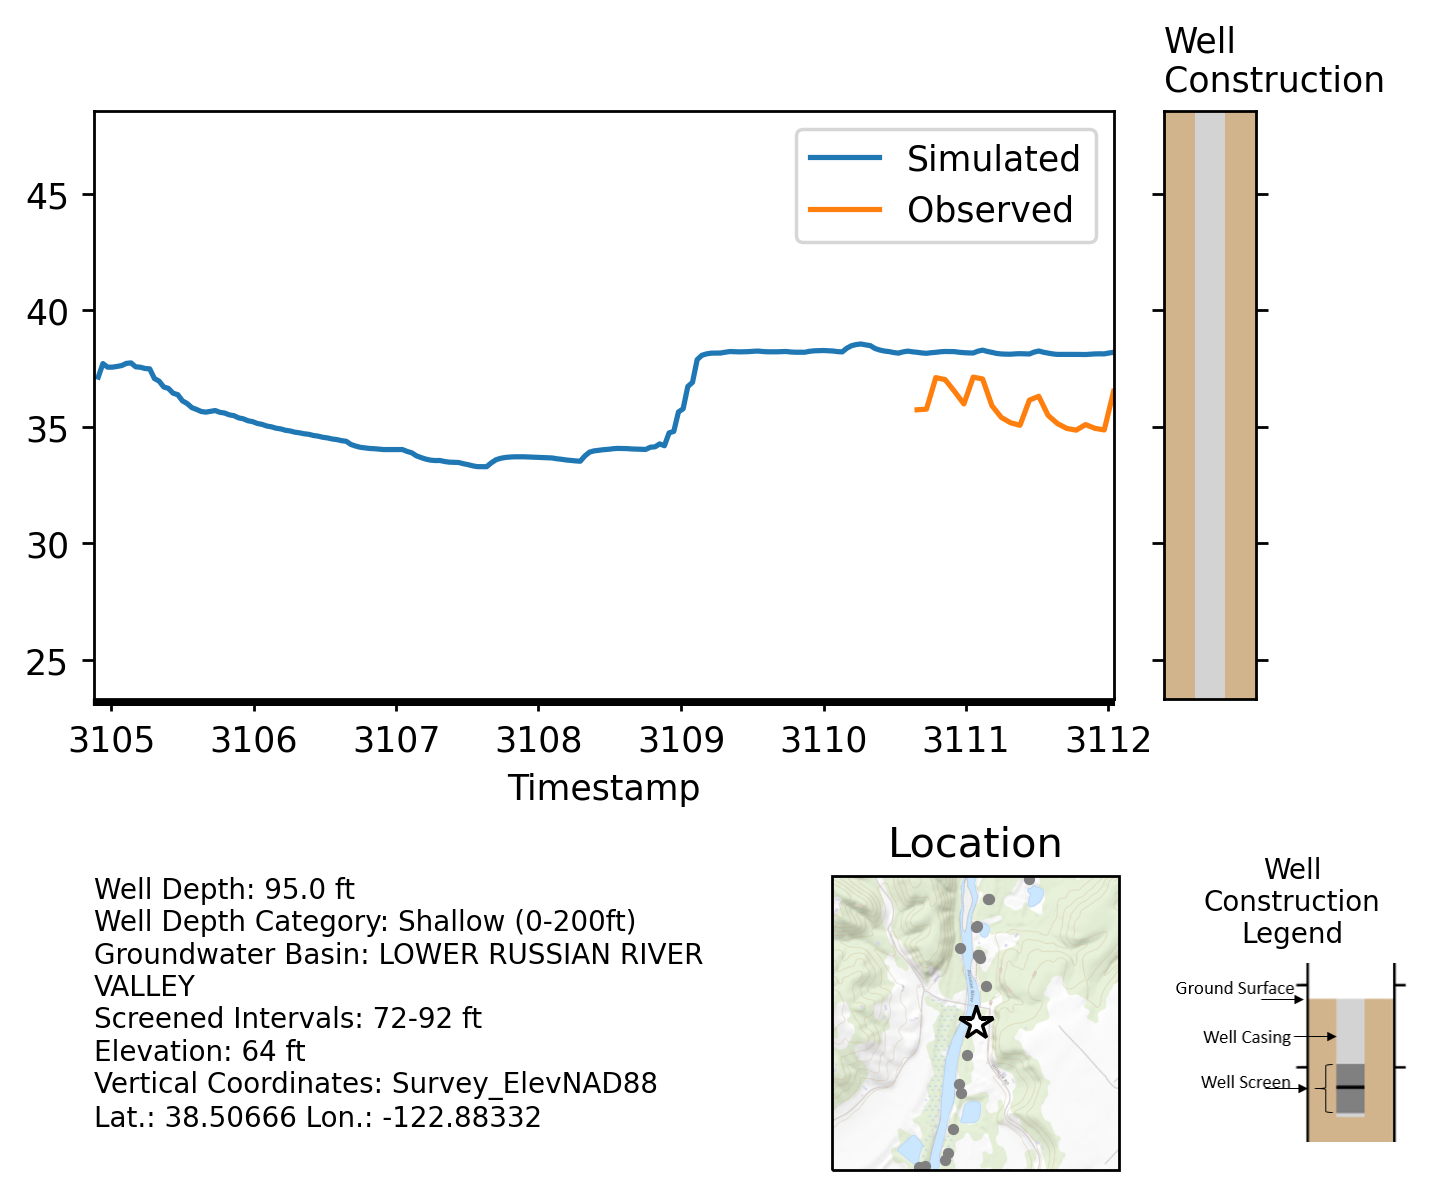 Well
Construction
Simulated
Observed
45
40
35
30
25
3105 3106 3107 3108 3109 3110 3111 3112
Timestamp
Well Depth: 95.0 ft
Well Depth Category: Shallow (0-200ft)
Groundwater Basin: LOWER RUSSIAN RIVER
VALLEY
Screened Intervals: 72-92 ft
Elevation: 64 ft
Vertical Coordinates: Survey_ElevNAD88
Lat.: 38.50666 Lon.: -122.88332
Location
Well
Construction
Legend
Ground Surface
Well Casing
Well Screen